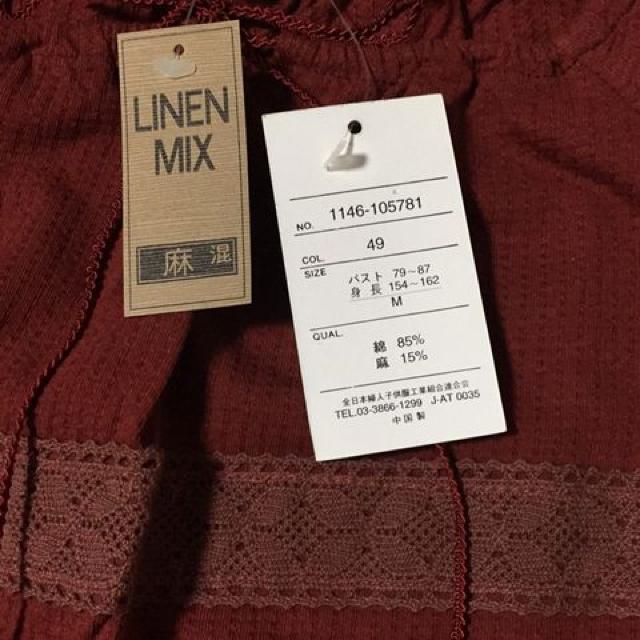 LINEN
MIX
麻 混
NO. 1146-105781
COL. 49
SIZE バスト 79~87
身長 154~162
M
QUAL. 綿 85%
麻 15%
全日本婦人子供服工業組合連合会
TEL.03-3866-1299 J-AT 0035
中国製